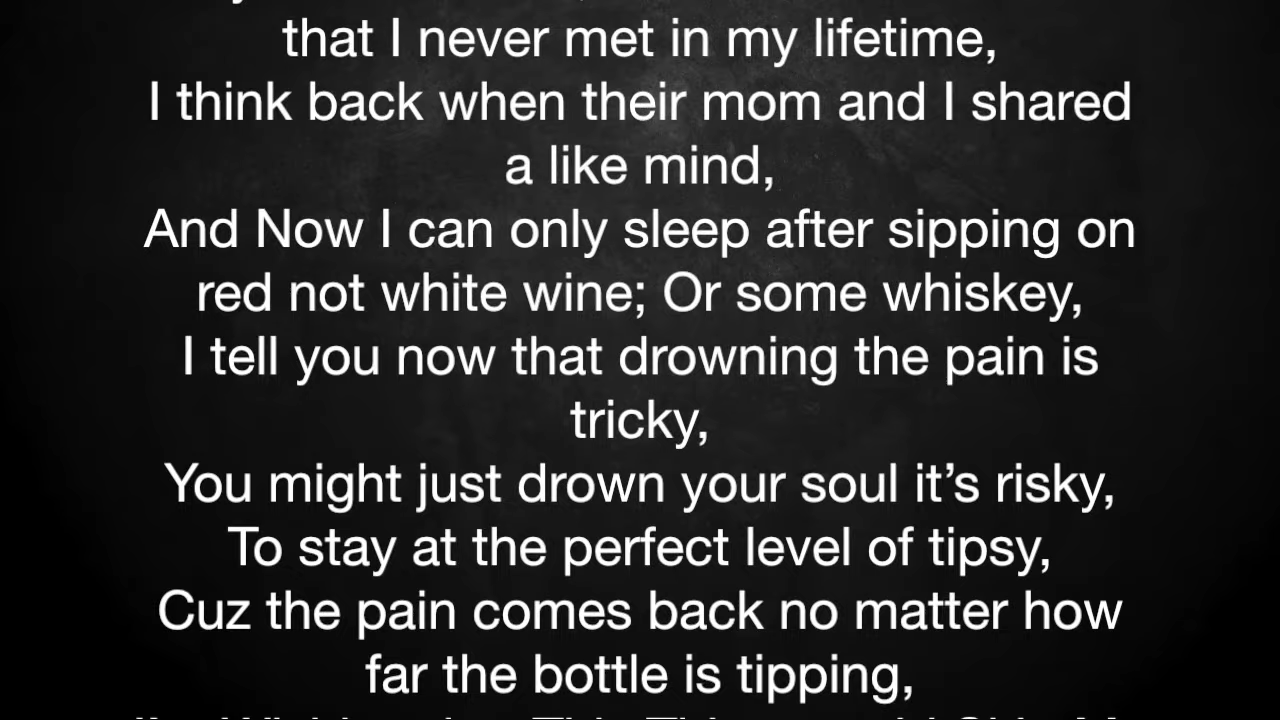 that I never met in my lifetime,
I think back when their mom and I shared
a like mind,
And Now I can only sleep after sipping on
red not white wine; Or some whiskey,
I tell you now that drowning the pain is
tricky,
You might just drown your soul it’s risky,
To stay at the perfect level of tipsy,
Cuz the pain comes back no matter how
far the bottle is tipping,